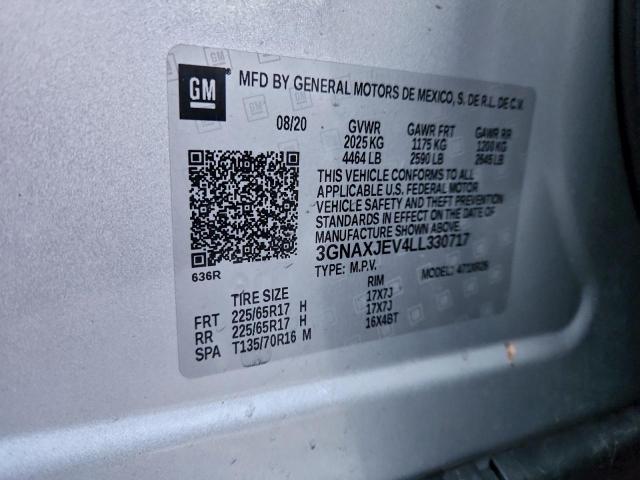 GM
MFD BY GENERAL MOTORS DE MEXICO, S. DE R.L. DE C.V.
08/20 GVWR GAWR FRT GAWR RR
2025 KG 1175 KG 1200 KG
4464 LB 2590 LB 2645 LB
THIS VEHICLE CONFORMS TO ALL
APPLICABLE U.S. FEDERAL MOTOR
VEHICLE SAFETY AND THEFT PREVENTION
STANDARDS IN EFFECT ON THE DATE OF
MANUFACTURE SHOWN ABOVE.
3GNAXJEV4LL330717
636R TYPE: M.P.V. MODEL:
TIRE SIZE RIM
FRT 225/65R17 H 17X7J
RR 225/65R17 H 17X7J
SPA T135/70R16 M 16X4BT